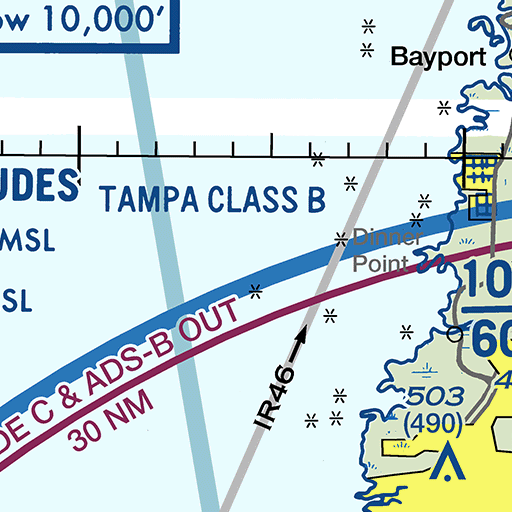 ow 10,000'
Bayport
UDES
TAMPA CLASS B
MSL
Dinner
Point
SL
10
60
DE C & ADS-B OUT
30 NM
IR46
503
(490)
4